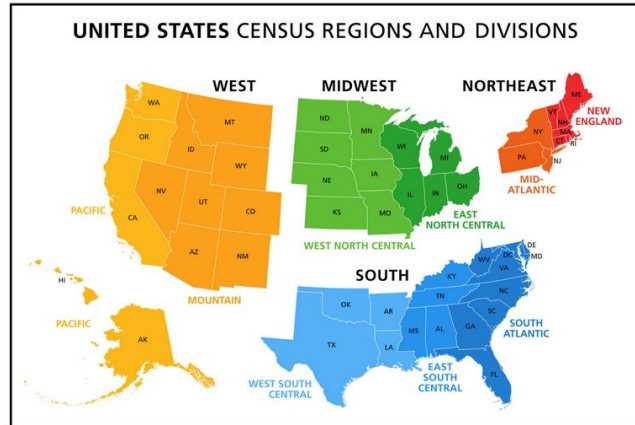 UNITED STATES CENSUS REGIONS AND DIVISIONS
WEST
MIDWEST
NORTHEAST
WA
OR
CA
ID
MT
WY
NV
UT
CO
AZ
NM
PACIFIC
MOUNTAIN
HI
PACIFIC
AK
ND
SD
NE
KS
MN
IA
MO
WI
IL
MI
IN
OH
WEST NORTH CENTRAL
EAST
NORTH CENTRAL
ME
VT
NH
MA
CT
RI
NEW
ENGLAND
NY
PA
NJ
MID-
ATLANTIC
SOUTH
OK
TX
AR
LA
WEST SOUTH
CENTRAL
KY
TN
MS
AL
EAST
SOUTH
CENTRAL
DE
MD
DC
WV
VA
NC
SC
GA
FL
SOUTH
ATLANTIC